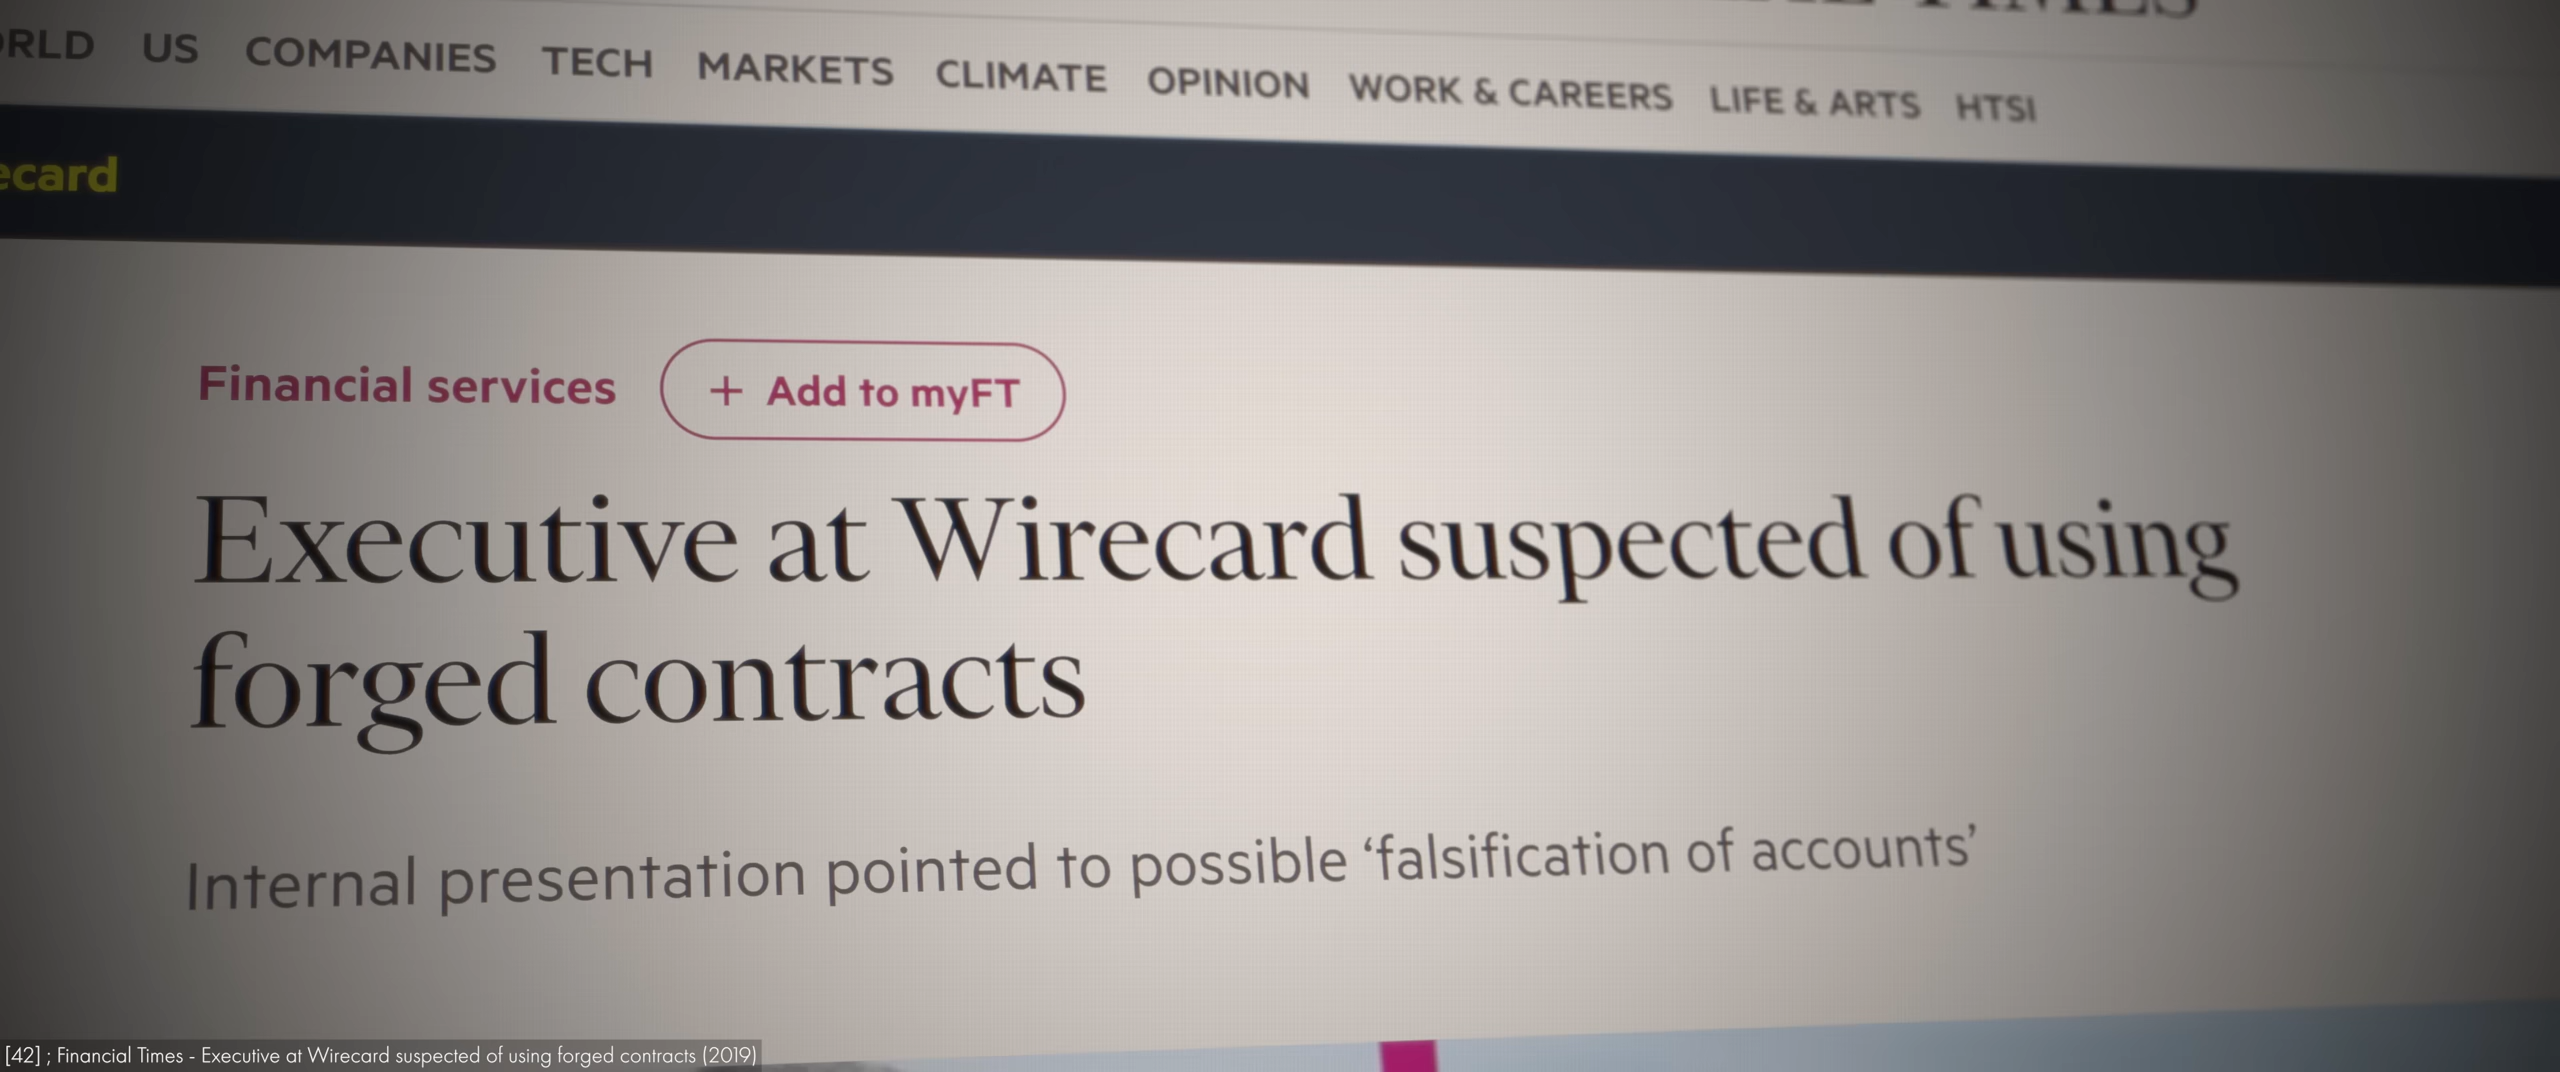 US COMPANIES TECH MARKETS CLIMATE OPINION WORK & CAREERS LIFE & ARTS HTSI
Financial services + Add to myFT
Executive at Wirecard suspected of using
forged contracts
Internal presentation pointed to possible ‘falsification of accounts’
[42] ; Financial Times - Executive at Wirecard suspected of using forged contracts (2019)